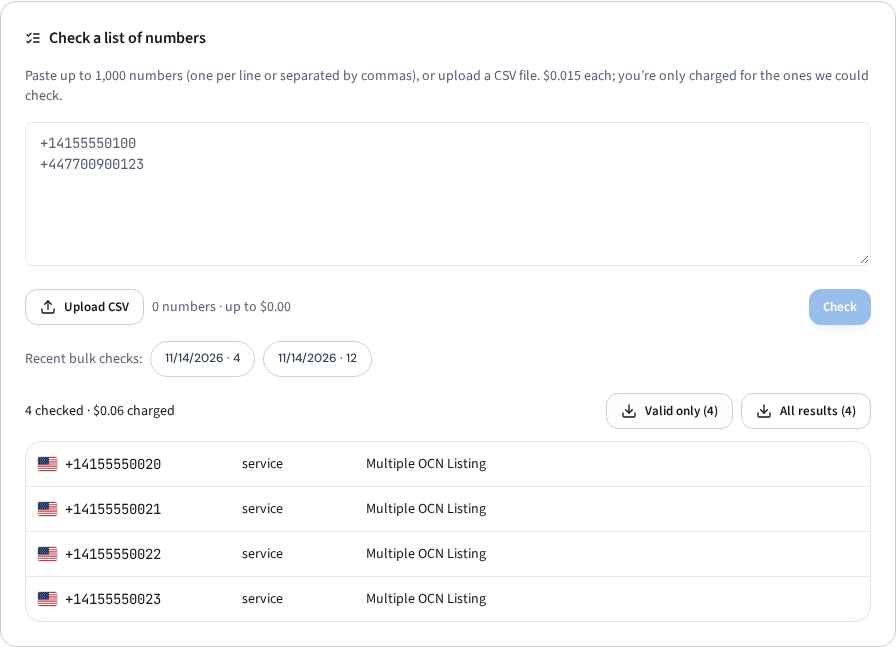 Check a list of numbers
Paste up to 1,000 numbers (one per line or separated by commas), or upload a CSV file. $0.015 each; you're only charged for the ones we could
check.
+14155550100
+447700900123
Upload CSV
0 numbers · up to $0.00
Check
Recent bulk checks:
11/14/2026 · 4
11/14/2026 · 12
4 checked · $0.06 charged
Valid only (4)
All results (4)
+14155550020 service Multiple OCN Listing
+14155550021 service Multiple OCN Listing
+14155550022 service Multiple OCN Listing
+14155550023 service Multiple OCN Listing